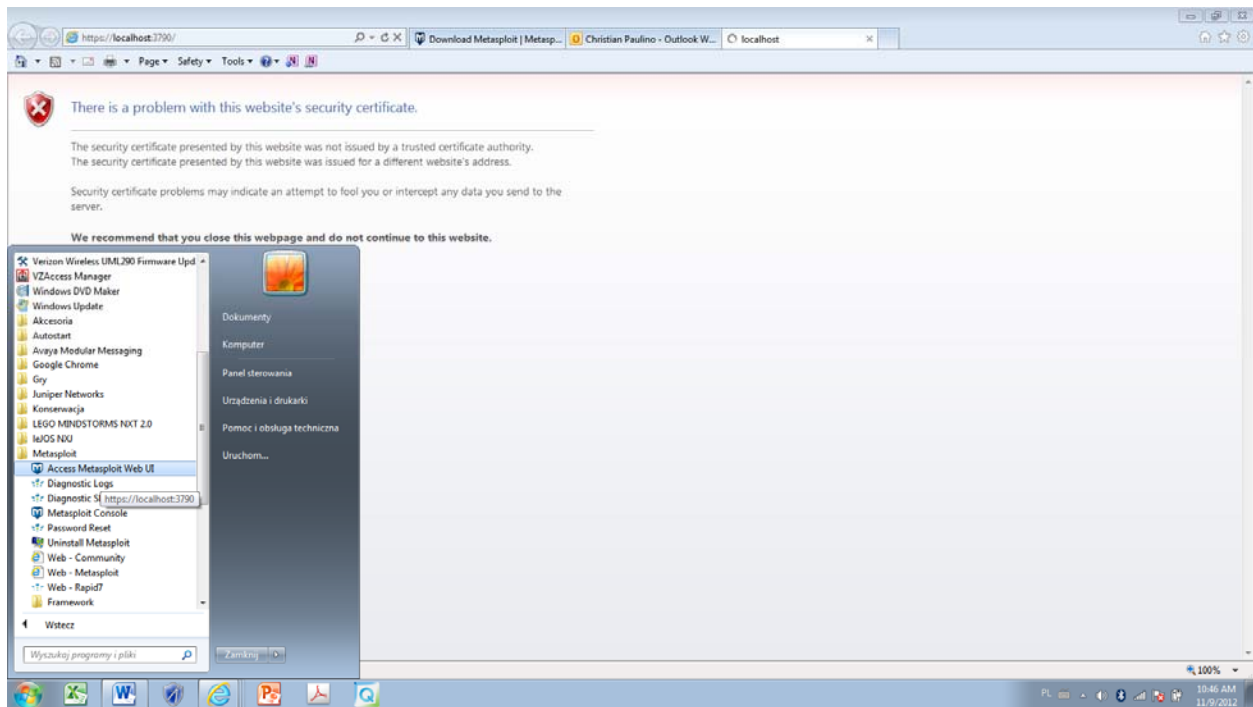 https://localhost:3790/
Download Metasploit | Metasp...
Christian Paulino - Outlook W...
localhost
Page
Safety
Tools
There is a problem with this website's security certificate.
The security certificate presented by this website was not issued by a trusted certificate authority.
The security certificate presented by this website was issued for a different website's address.
Security certificate problems may indicate an attempt to fool you or intercept any data you send to the
server.
We recommend that you close this webpage and do not continue to this website.
Verizon Wireless UML290 Firmware Upd
VZAccess Manager
Windows DVD Maker
Windows Update
Akcesoria
Autostart
Avaya Modular Messaging
Google Chrome
Gry
Juniper Networks
Konserwacja
LEGO MINDSTORMS NXT 2.0
leJOS NXJ
Metasploit
Access Metasploit Web UI
Diagnostic Logs
Diagnostic S
https://localhost:3790
Metasploit Console
Password Reset
Uninstall Metasploit
Web - Community
Web - Metasploit
Web - Rapid7
Framework
Wstecz
Wyszukaj programy i pliki
Dokumenty
Komputer
Panel sterowania
Urządzenia i drukarki
Pomoc i obsługa techniczna
Uruchom...
Zamknij
100%
PL
10:46 AM
11/9/2012